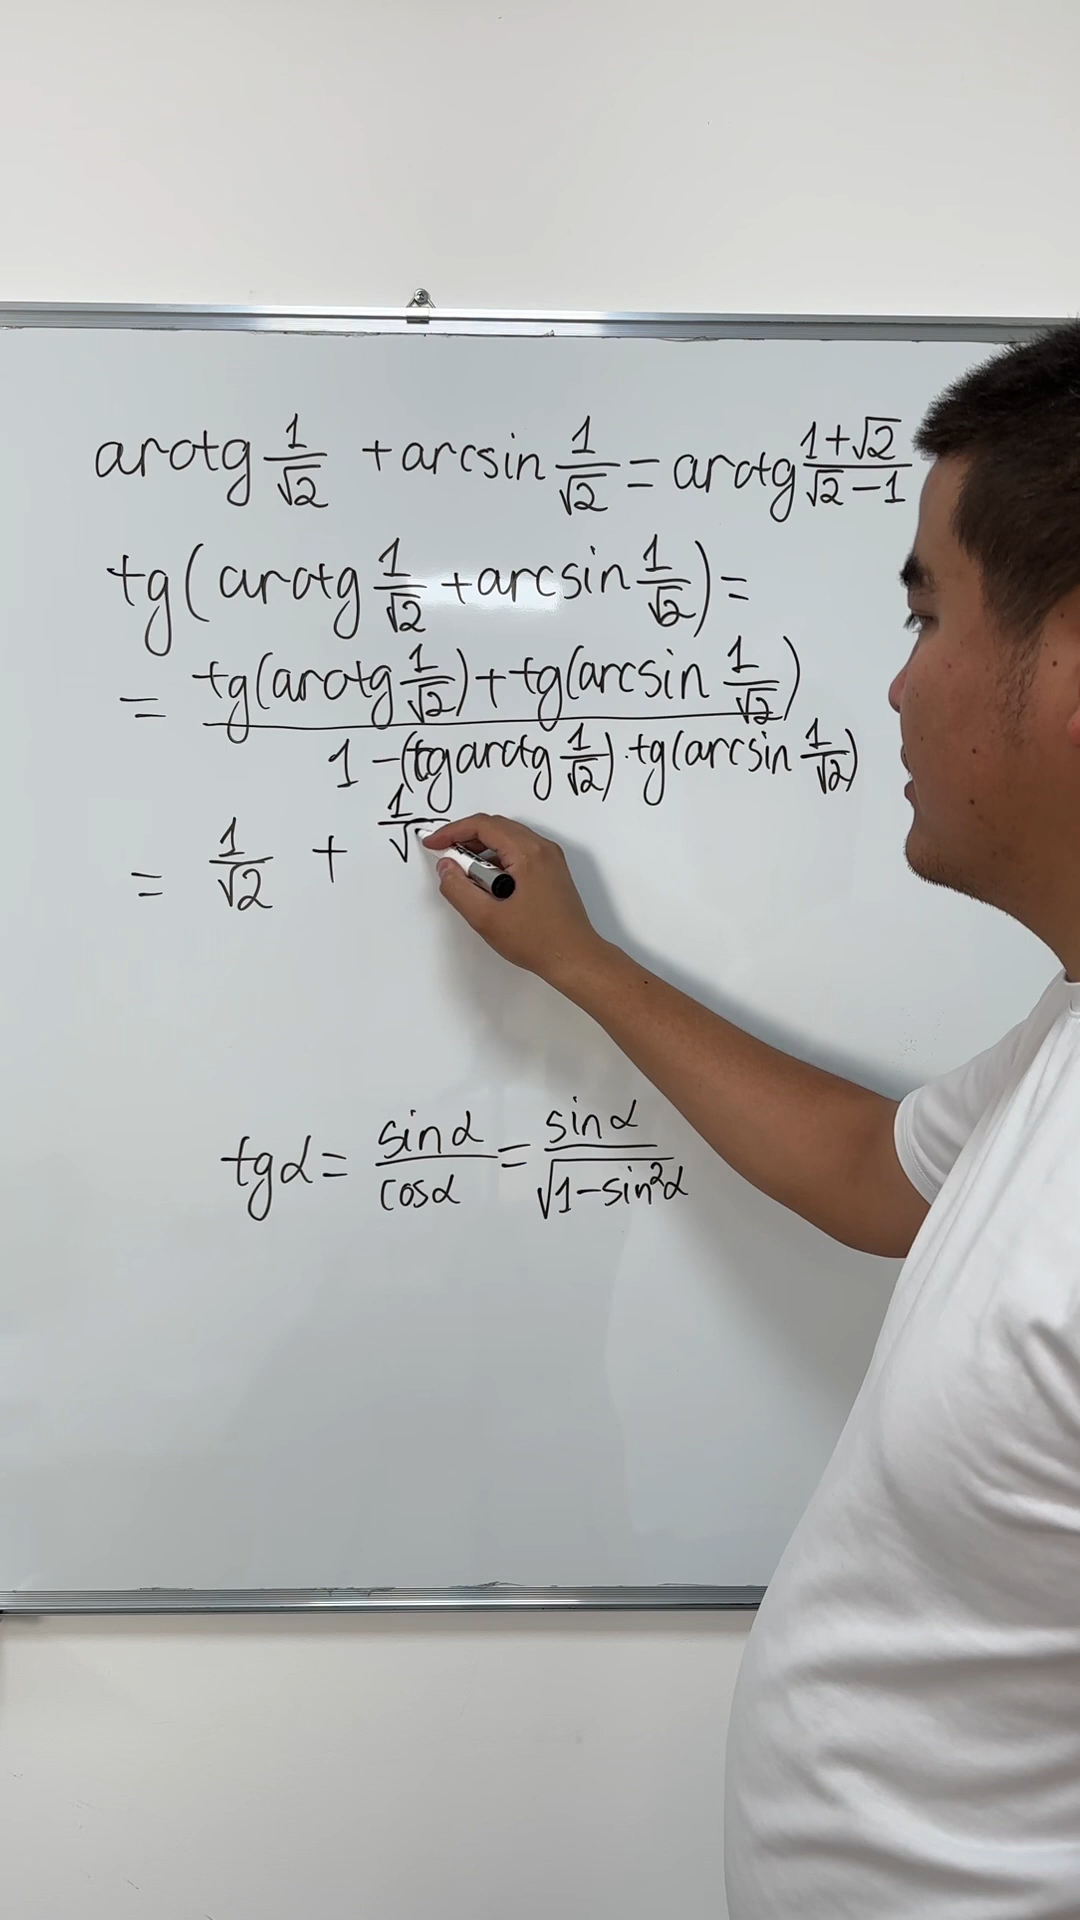 arctg 1/√2 + arcsin 1/√2 = arctg (1+√2)/(√2−1)
tg(arctg 1/√2 + arcsin 1/√2) =
= (tg(arctg 1/√2) + tg(arcsin 1/√2))/(1 − (tg arctg 1/√2) · tg(arcsin 1/√2))
= 1/√2 + 1/√
tgα = sinα/cosα = sinα/√(1−sin²α)